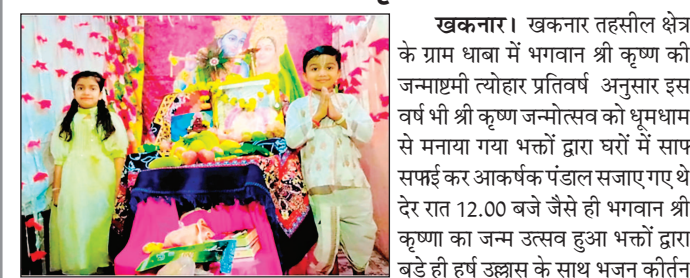 खकनार। खकनार तहसील क्षेत्र
के ग्राम धाबा में भगवान श्री कृष्ण की
जन्माष्टमी त्योहार प्रतिवर्ष अनुसार इस
वर्ष भी श्री कृष्ण जन्मोत्सव को धूमधाम
से मनाया गया भक्तों द्वारा घरों में साफ
सफाई कर आकर्षक पंडाल सजाए गए थे
देर रात 12.00 बजे जैसे ही भगवान श्री
कृष्णा का जन्म उत्सव हुआ भक्तों द्वारा
बड़े ही हर्ष उल्लास के साथ भजन कीर्तन